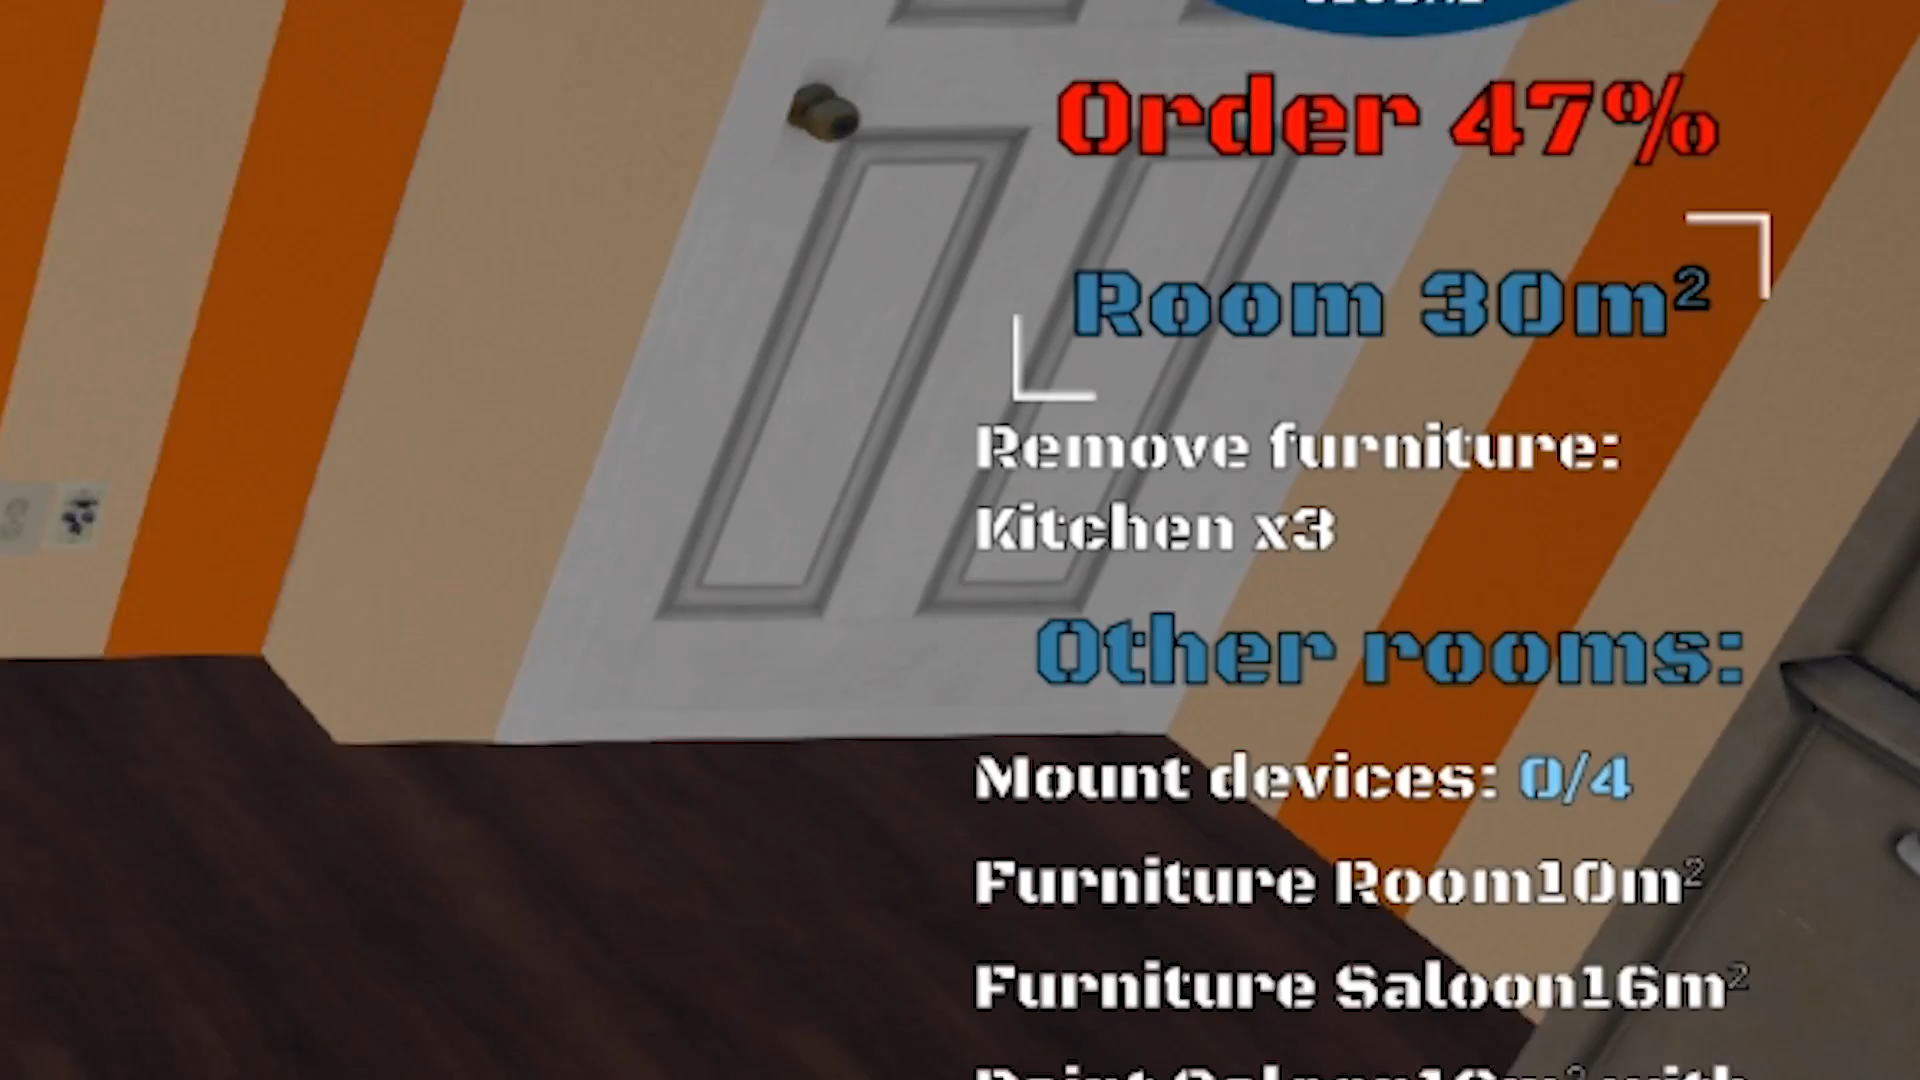 Order 47%
Room 30m²
Remove furniture:
Kitchen x3
Other rooms:
Mount devices: 0/4
Furniture Room10m²
Furniture Saloon16m²